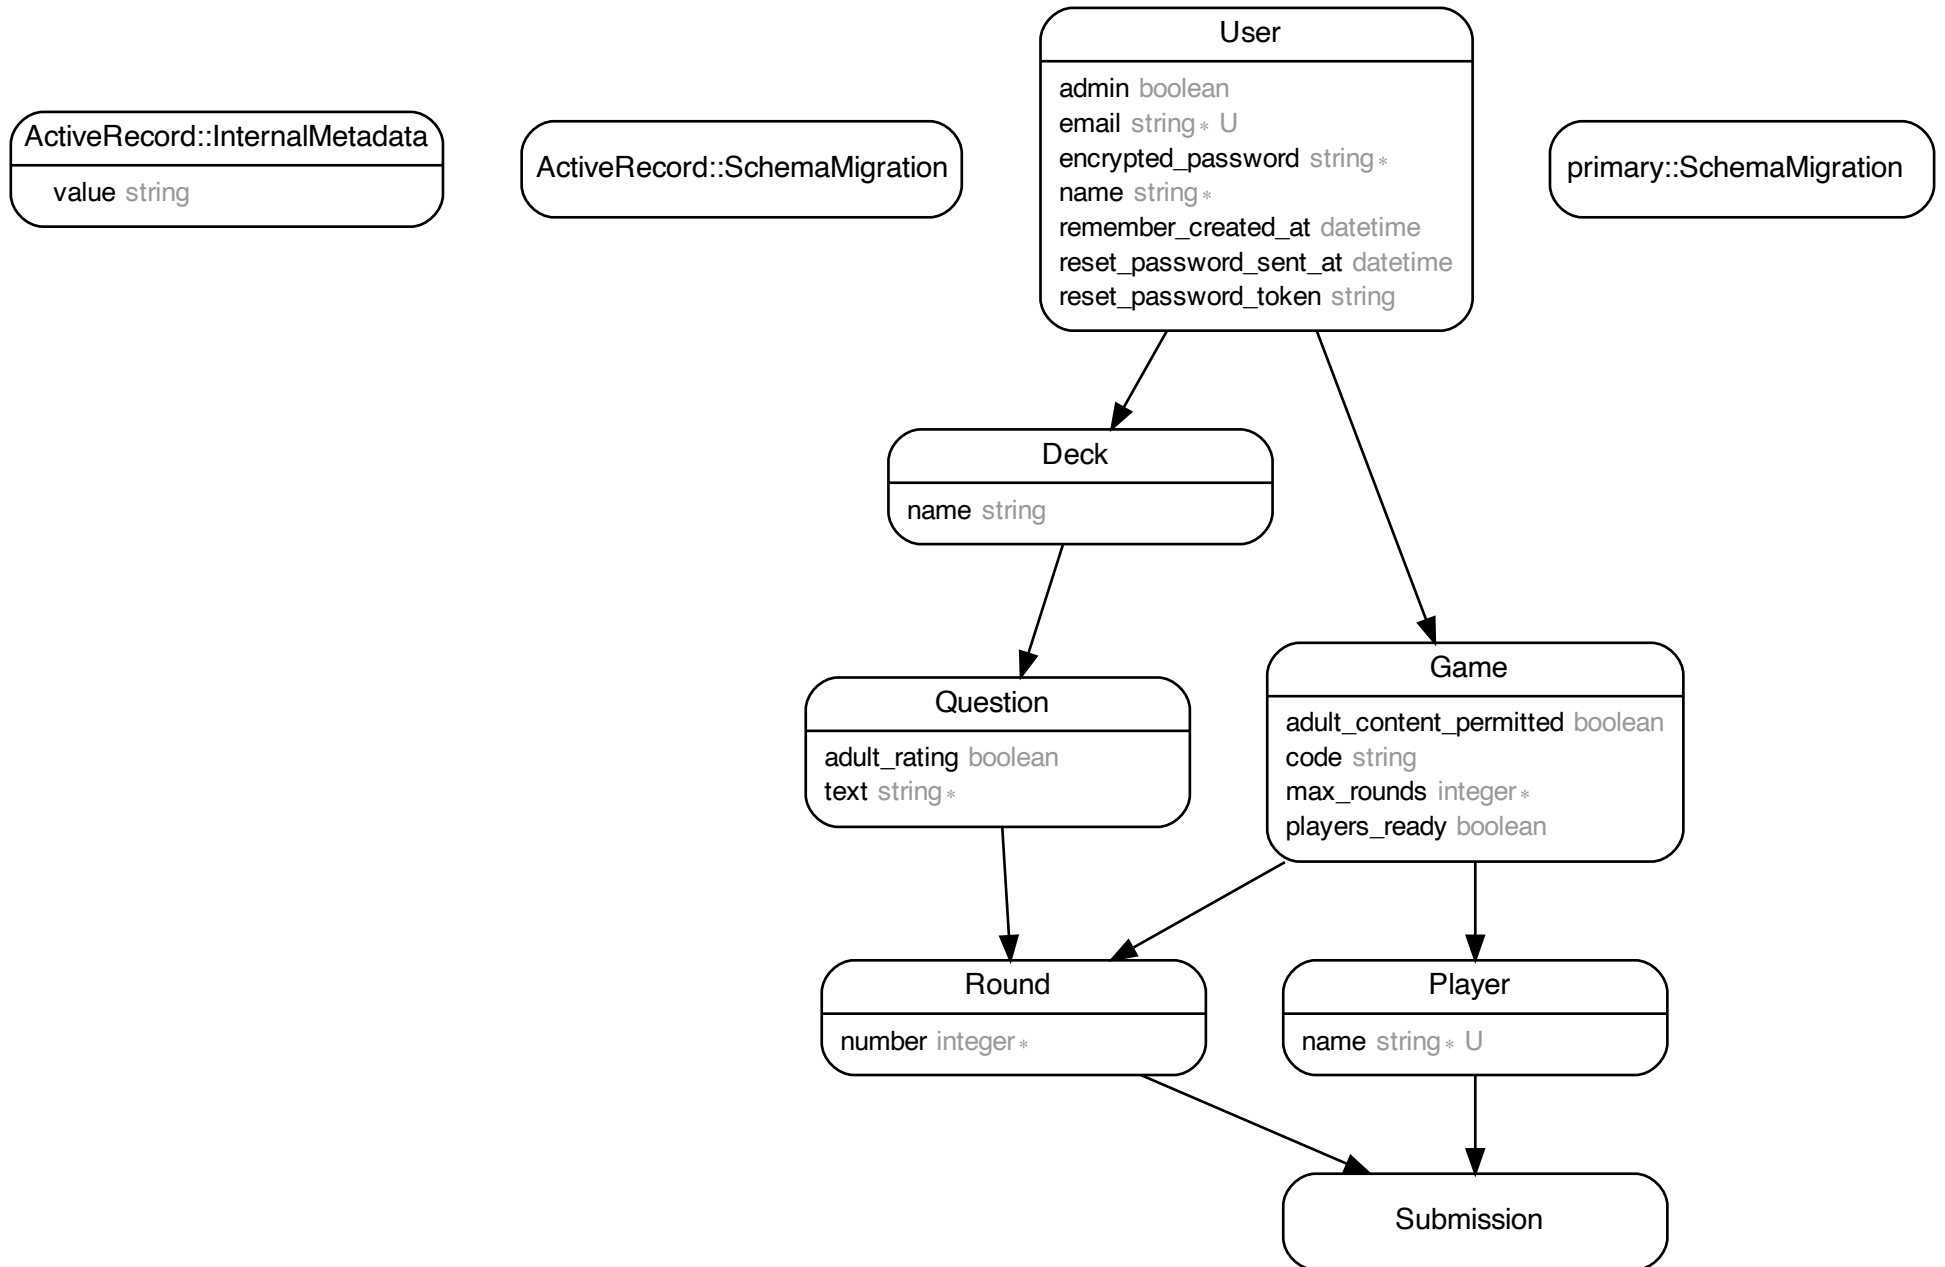 User
admin boolean
email string* U
encrypted_password string*
name string*
remember_created_at datetime
reset_password_sent_at datetime
reset_password_token string
ActiveRecord::InternalMetadata
value string
ActiveRecord::SchemaMigration
primary::SchemaMigration
Deck
name string
Question
adult_rating boolean
text string*
Game
adult_content_permitted boolean
code string
max_rounds integer*
players_ready boolean
Round
number integer*
Player
name string* U
Submission